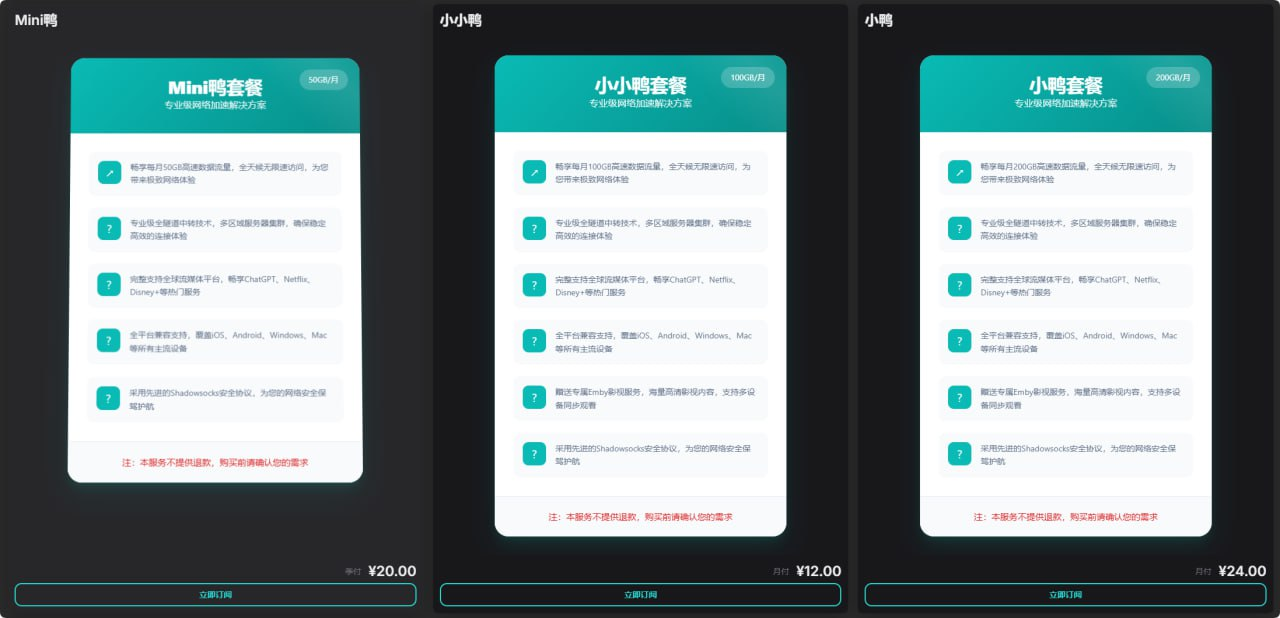 Mini鸭
Mini鸭套餐
50GB/月
专业级网络加速解决方案
畅享每月50GB高速数据流量，全天候无限速访问，为您
带来极致网络体验
?
专业级全隧道中转技术，多区域服务器集群，确保稳定
高效的连接体验
?
完整支持全球流媒体平台，畅享ChatGPT、Netflix、
Disney+等热门服务
?
全平台兼容支持，覆盖iOS、Android、Windows、Mac
等所有主流设备
?
采用先进的Shadowsocks安全协议，为您的网络安全保
驾护航
注：本服务不提供退款，购买前请确认您的需求
季付 ¥20.00
立即订阅
小小鸭
小小鸭套餐
100GB/月
专业级网络加速解决方案
畅享每月100GB高速数据流量，全天候无限速访问，为
您带来极致网络体验
?
专业级全隧道中转技术，多区域服务器集群，确保稳定
高效的连接体验
?
完整支持全球流媒体平台，畅享ChatGPT、Netflix、
Disney+等热门服务
?
全平台兼容支持，覆盖iOS、Android、Windows、Mac
等所有主流设备
?
赠送专属Emby影视服务，海量高清影视内容，支持多设
备同步观看
?
采用先进的Shadowsocks安全协议，为您的网络安全保
驾护航
注：本服务不提供退款，购买前请确认您的需求
月付 ¥12.00
立即订阅
小鸭
小鸭套餐
200GB/月
专业级网络加速解决方案
畅享每月200GB高速数据流量，全天候无限速访问，为
您带来极致网络体验
?
专业级全隧道中转技术，多区域服务器集群，确保稳定
高效的连接体验
?
完整支持全球流媒体平台，畅享ChatGPT、Netflix、
Disney+等热门服务
?
全平台兼容支持，覆盖iOS、Android、Windows、Mac
等所有主流设备
?
赠送专属Emby影视服务，海量高清影视内容，支持多设
备同步观看
?
采用先进的Shadowsocks安全协议，为您的网络安全保
驾护航
注：本服务不提供退款，购买前请确认您的需求
月付 ¥24.00
立即订阅